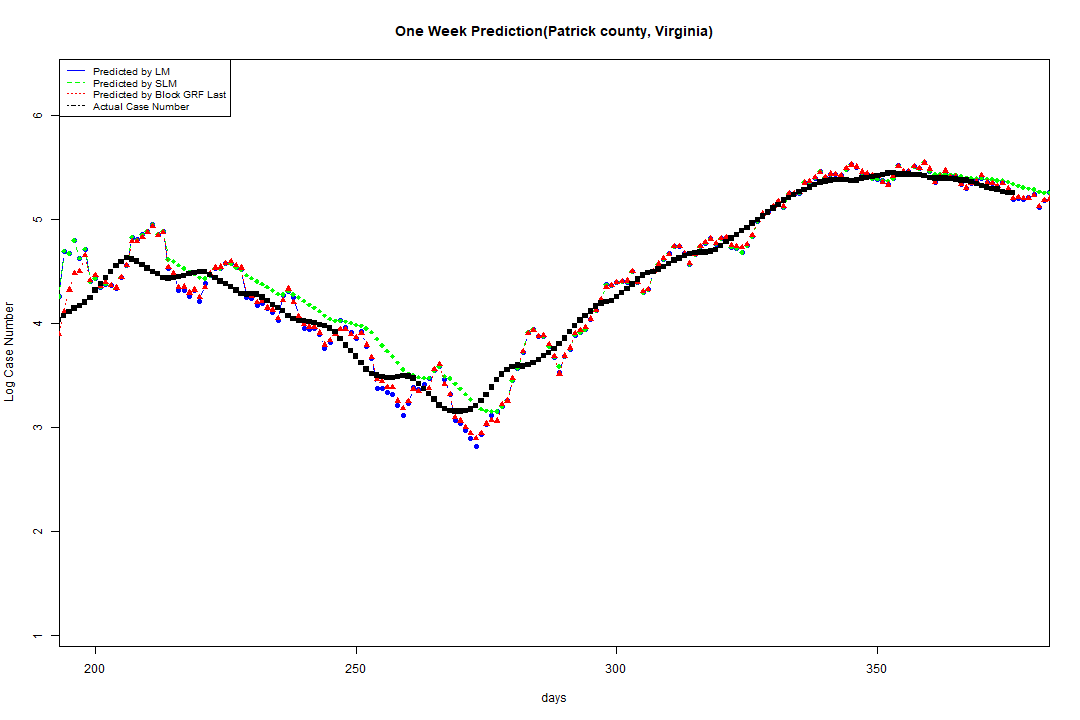 One Week Prediction(Patrick county, Virginia)
Predicted by LM
Predicted by SLM
Predicted by Block GRF Last
Actual Case Number
Log Case Number
6
5
4
3
2
1
200 250 300 350
days